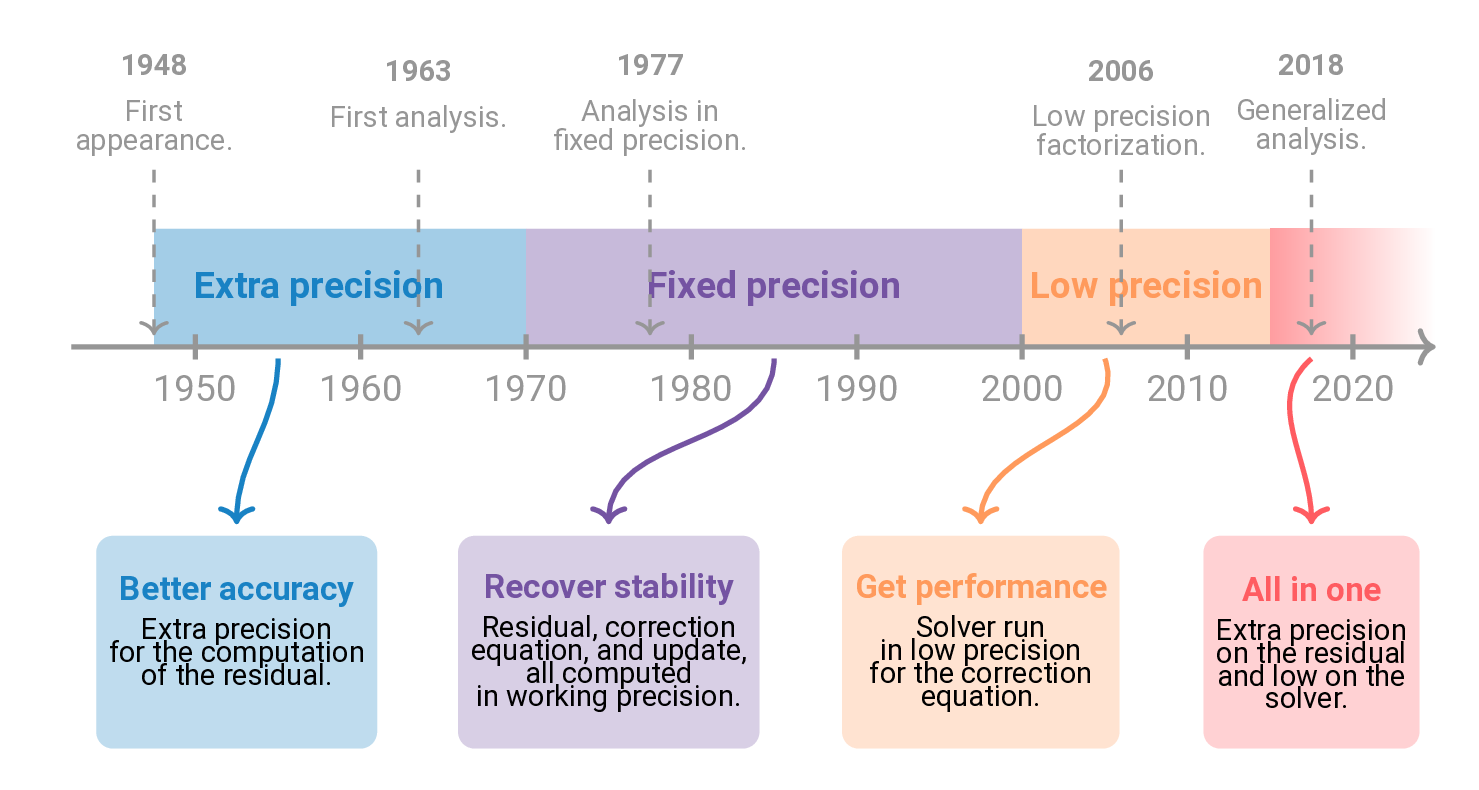 1948
First
appearance.
1963
First analysis.
1977
Analysis in
fixed precision.
2006
Low precision
factorization.
2018
Generalized
analysis.
Extra precision
Fixed precision
Low precision
1950
1960
1970
1980
1990
2000
2010
2020
Better accuracy
Extra precision
for the computation
of the residual.
Recover stability
Residual, correction
equation, and update,
all computed
in working precision.
Get performance
Solver run
in low precision
for the correction
equation.
All in one
Extra precision
on the residual
and low on the
solver.